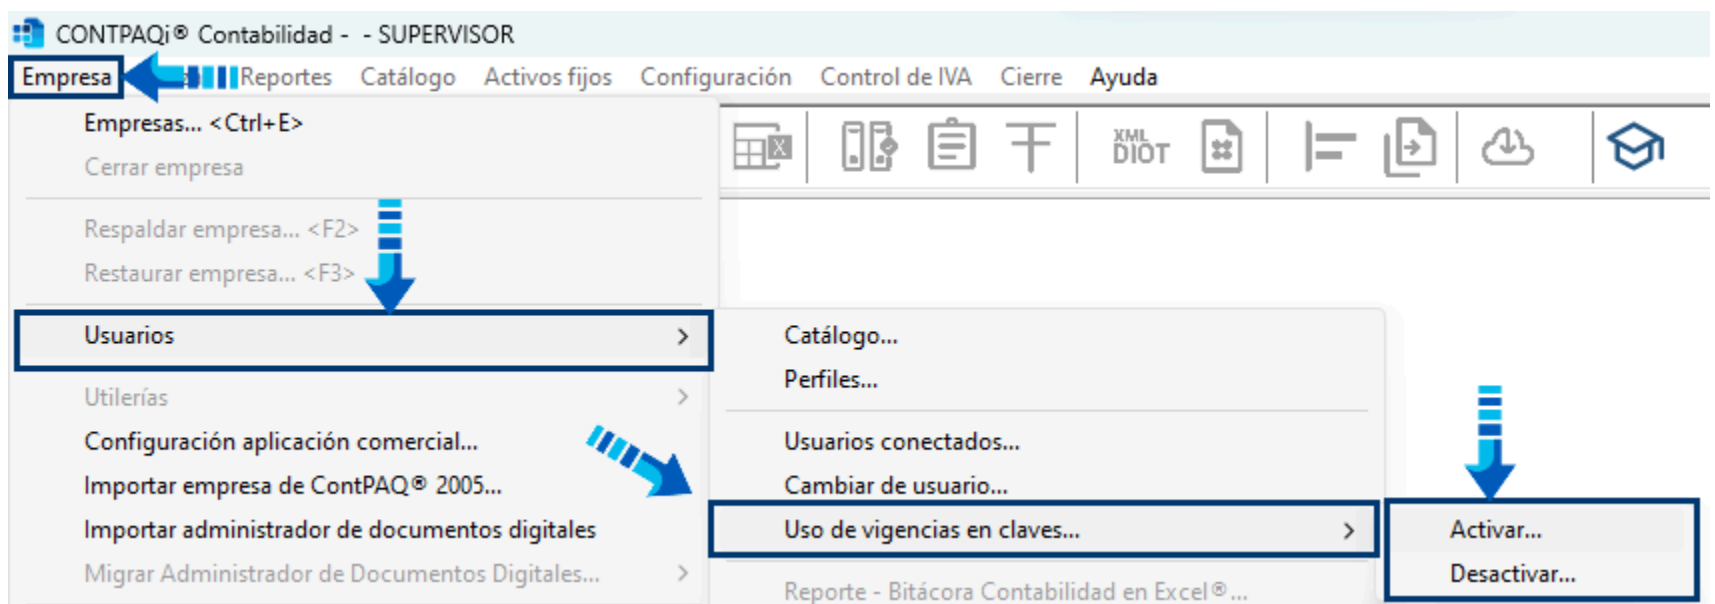 CONTPAQi® Contabilidad - - SUPERVISOR
Empresa Reportes Catálogo Activos fijos Configuración Control de IVA Cierre Ayuda
Empresas... <Ctrl+E>
Cerrar empresa
XML
DIOT
Respaldar empresa... <F2>
Restaurar empresa... <F3>
Usuarios >
Catálogo...
Perfiles...
Utilerías >
Configuración aplicación comercial...
Usuarios conectados...
Importar empresa de ContPAQ® 2005...
Cambiar de usuario...
Importar administrador de documentos digitales
Uso de vigencias en claves... >
Activar...
Migrar Administrador de Documentos Digitales... >
Desactivar...
Reporte - Bitácora Contabilidad en Excel®...